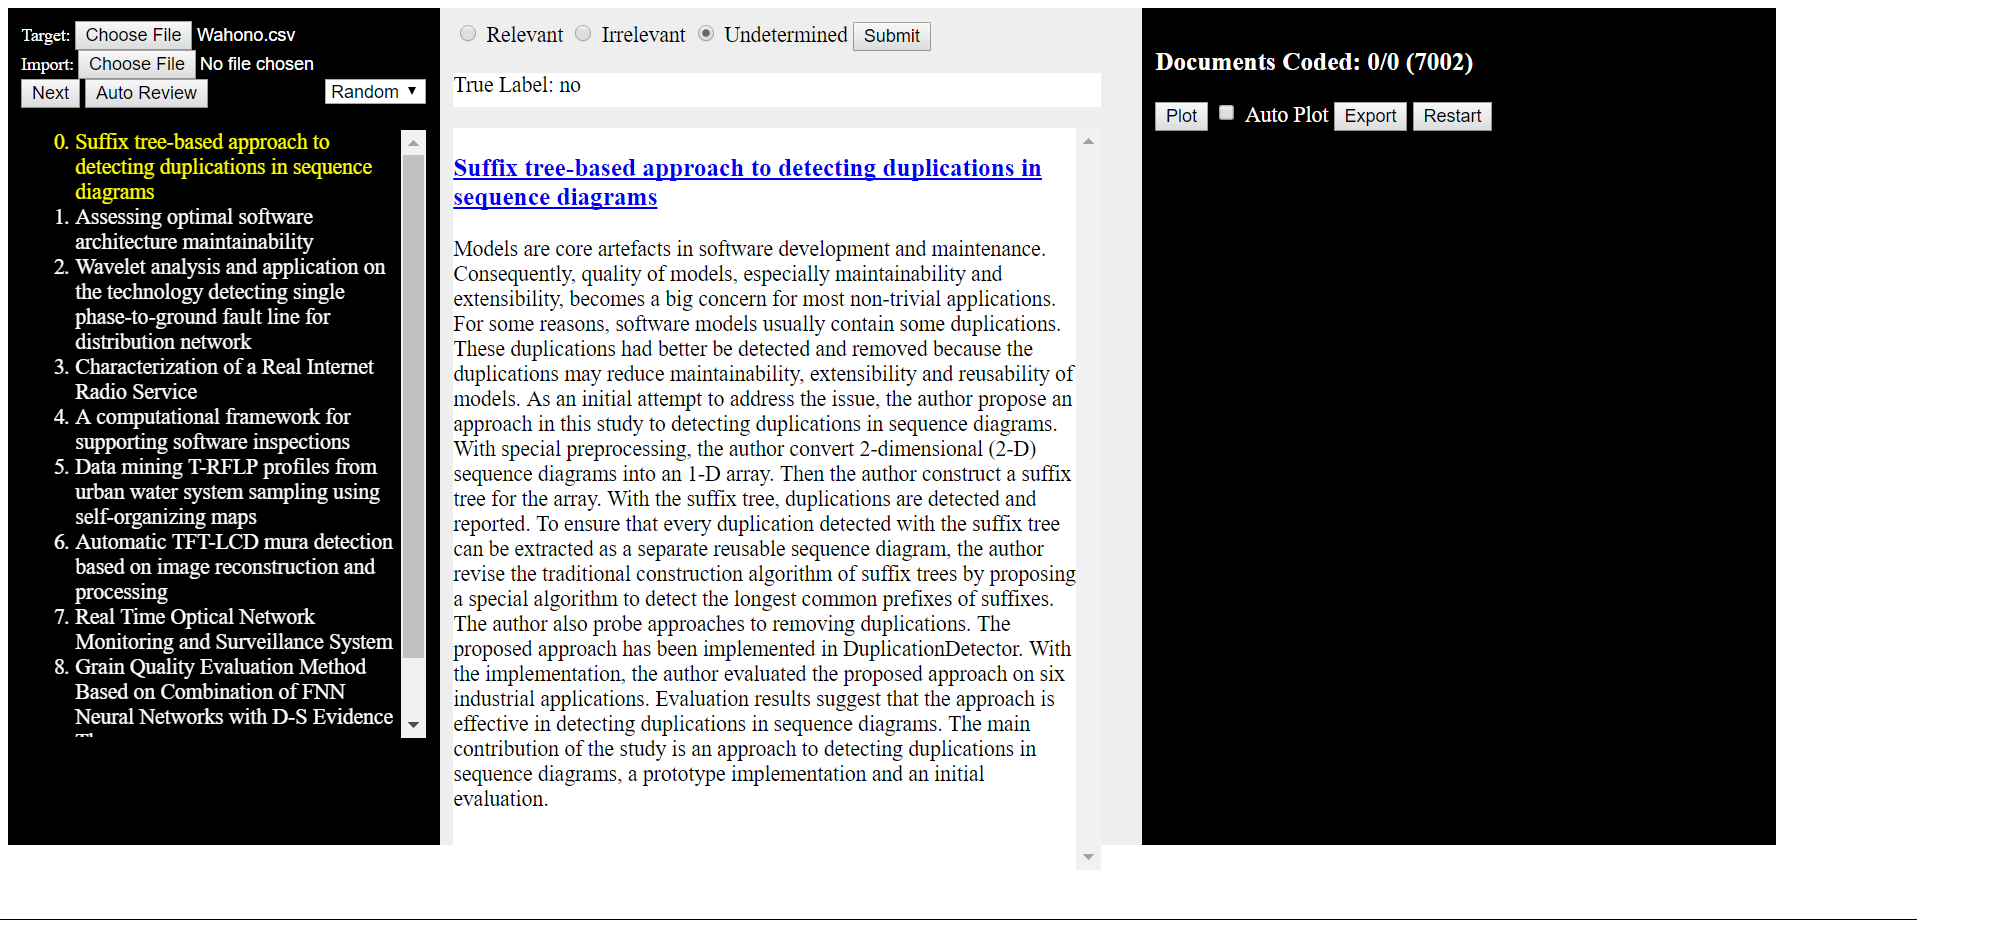 Target: Choose File Wahono.csv
Import: Choose File No file chosen
Next Auto Review Random
0. Suffix tree-based approach to
detecting duplications in sequence
diagrams
1. Assessing optimal software
architecture maintainability
2. Wavelet analysis and application on
the technology detecting single
phase-to-ground fault line for
distribution network
3. Characterization of a Real Internet
Radio Service
4. A computational framework for
supporting software inspections
5. Data mining T-RFLP profiles from
urban water system sampling using
self-organizing maps
6. Automatic TFT-LCD mura detection
based on image reconstruction and
processing
7. Real Time Optical Network
Monitoring and Surveillance System
8. Grain Quality Evaluation Method
Based on Combination of FNN
Neural Networks with D-S Evidence
Relevant Irrelevant Undetermined Submit
True Label: no
Suffix tree-based approach to detecting duplications in
sequence diagrams
Models are core artefacts in software development and maintenance.
Consequently, quality of models, especially maintainability and
extensibility, becomes a big concern for most non-trivial applications.
For some reasons, software models usually contain some duplications.
These duplications had better be detected and removed because the
duplications may reduce maintainability, extensibility and reusability of
models. As an initial attempt to address the issue, the author propose an
approach in this study to detecting duplications in sequence diagrams.
With special preprocessing, the author convert 2-dimensional (2-D)
sequence diagrams into an 1-D array. Then the author construct a suffix
tree for the array. With the suffix tree, duplications are detected and
reported. To ensure that every duplication detected with the suffix tree
can be extracted as a separate reusable sequence diagram, the author
revise the traditional construction algorithm of suffix trees by proposing
a special algorithm to detect the longest common prefixes of suffixes.
The author also probe approaches to removing duplications. The
proposed approach has been implemented in DuplicationDetector. With
the implementation, the author evaluated the proposed approach on six
industrial applications. Evaluation results suggest that the approach is
effective in detecting duplications in sequence diagrams. The main
contribution of the study is an approach to detecting duplications in
sequence diagrams, a prototype implementation and an initial
evaluation.
Documents Coded: 0/0 (7002)
Plot Auto Plot Export Restart